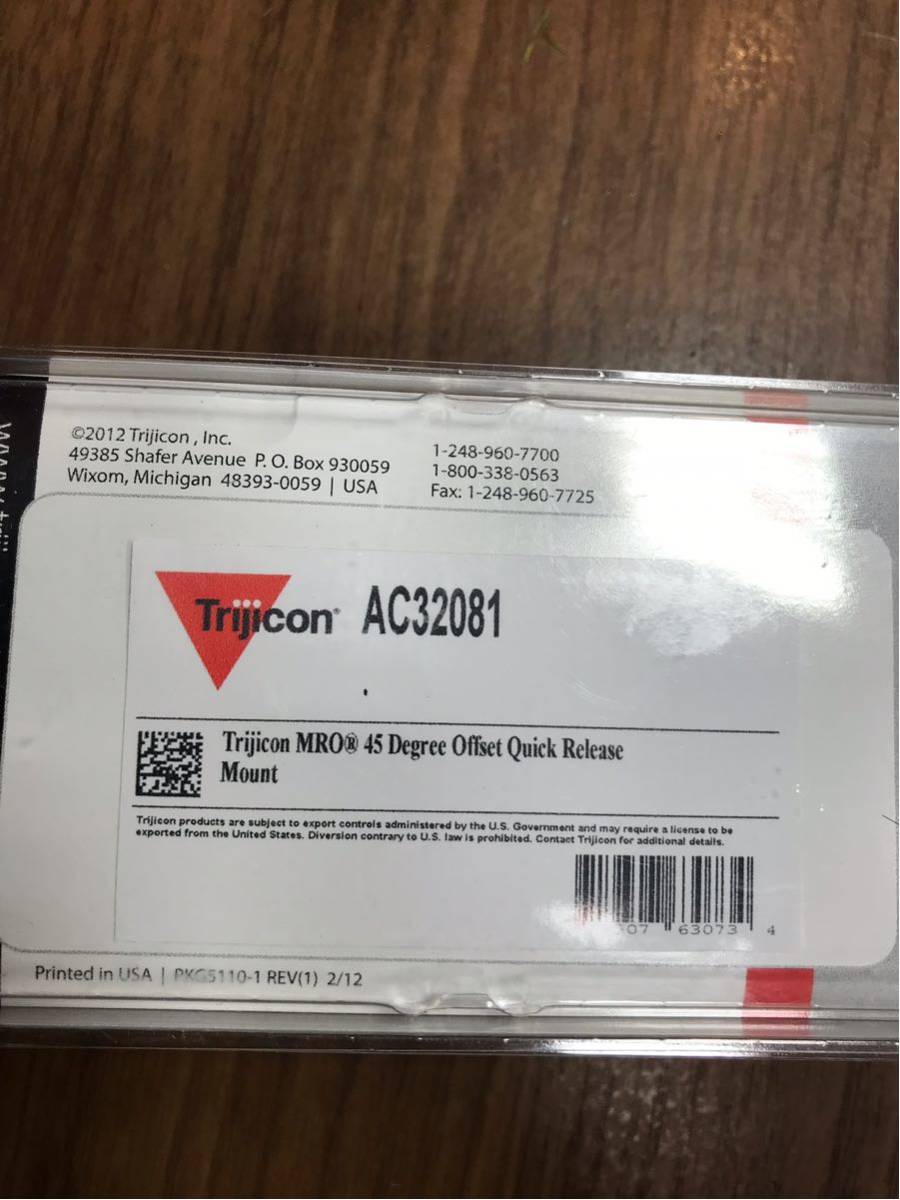 ©2012 Trijicon , Inc.
49385 Shafer Avenue P. O. Box 930059
Wixom, Michigan 48393-0059 | USA
1-248-960-7700
1-800-338-0563
Fax: 1-248-960-7725
Trijicon® AC32081
Trijicon MRO® 45 Degree Offset Quick Release
Mount
Trijicon products are subject to export controls administered by the U.S. Government and may require a license to be
exported from the United States. Diversion contrary to U.S. law is prohibited. Contact Trijicon for additional details.
07 63073 4
Printed in USA | PKG5110-1 REV(1) 2/12